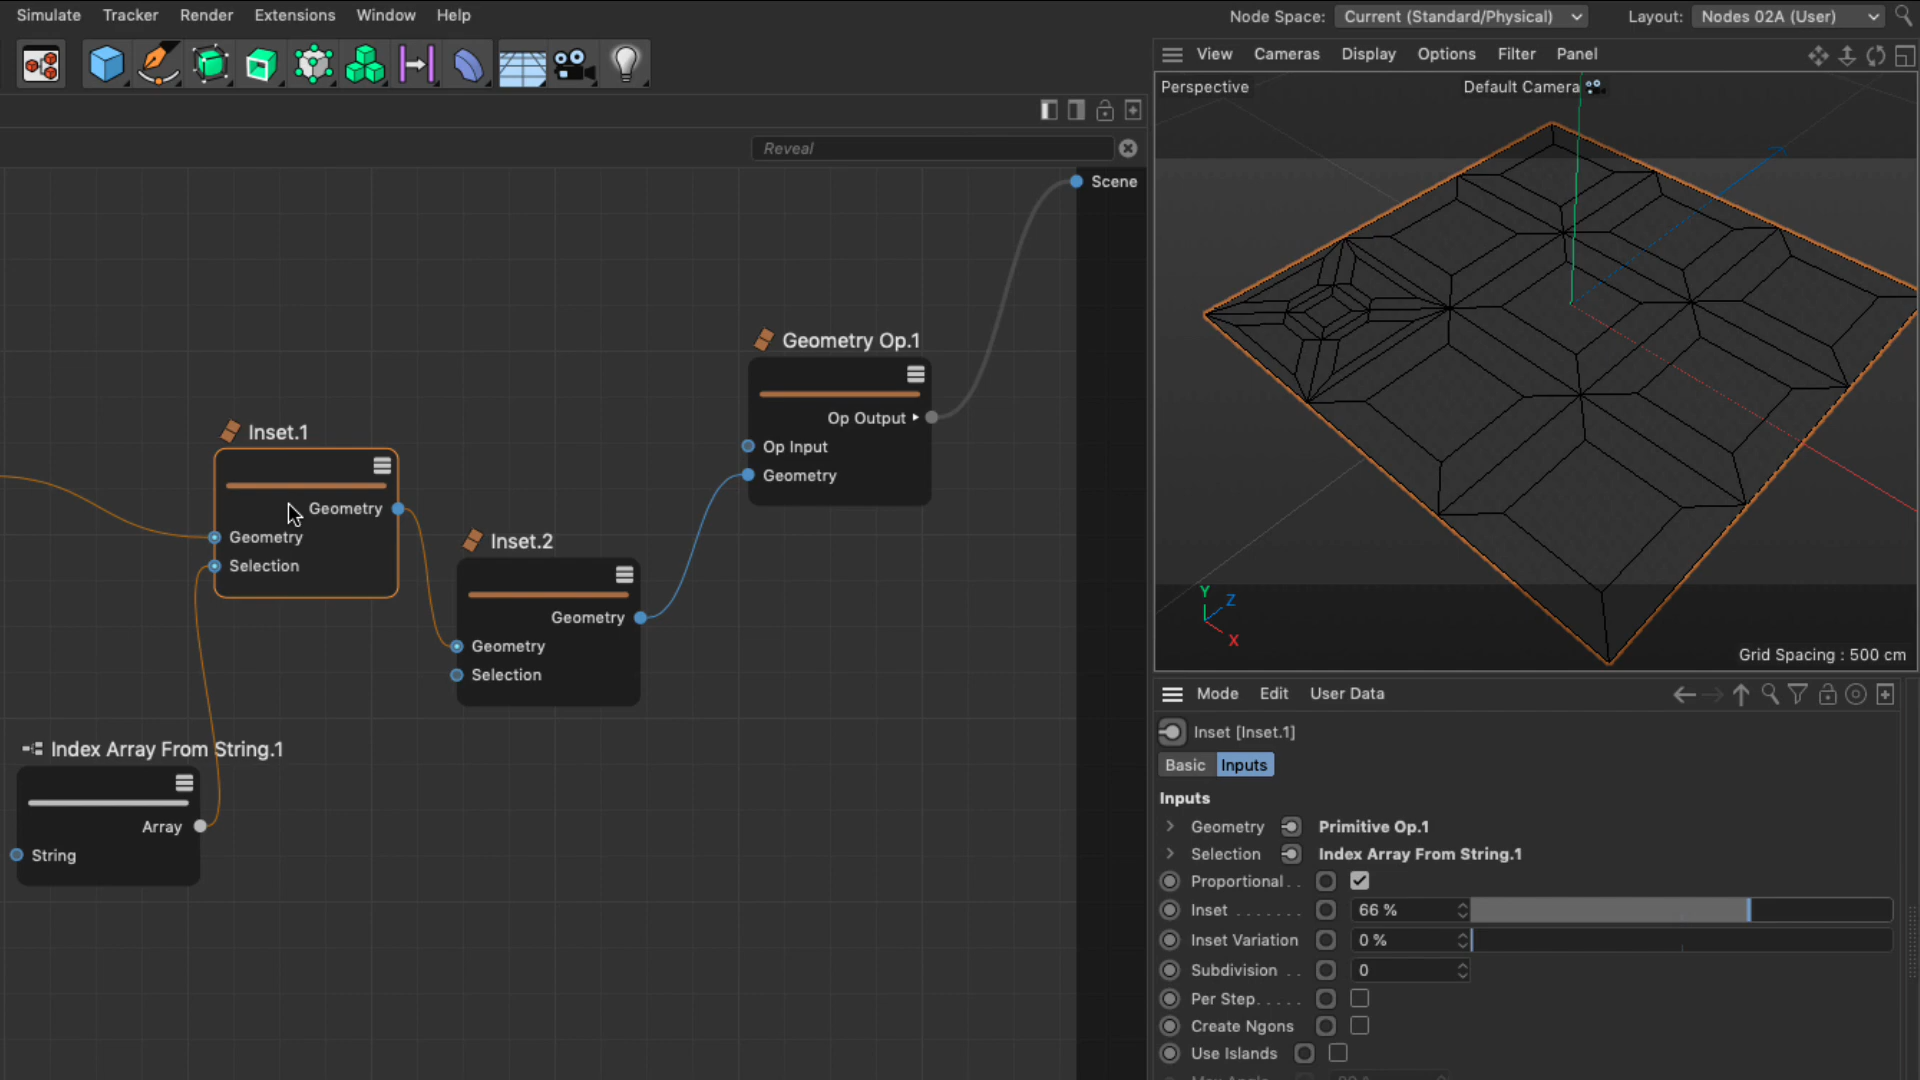 Simulate Tracker Render Extensions Window Help
Node Space: Current (Standard/Physical) Layout: Nodes 02A (User)
View Cameras Display Options Filter Panel
Perspective Default Camera
Reveal
Scene
Geometry Op.1
Op Output
Op Input
Geometry
Inset.1
Geometry
Geometry
Selection
Inset.2
Geometry
Geometry
Selection
Index Array From String.1
Array
String
Y
Z
X
Grid Spacing : 500 cm
Mode Edit User Data
Inset [Inset.1]
Basic Inputs
Inputs
Geometry Primitive Op.1
Selection Index Array From String.1
Proportional . .
Inset . . . . . . . 66 %
Inset Variation 0 %
Subdivision . . 0
Per Step. . . . .
Create Ngons
Use Islands